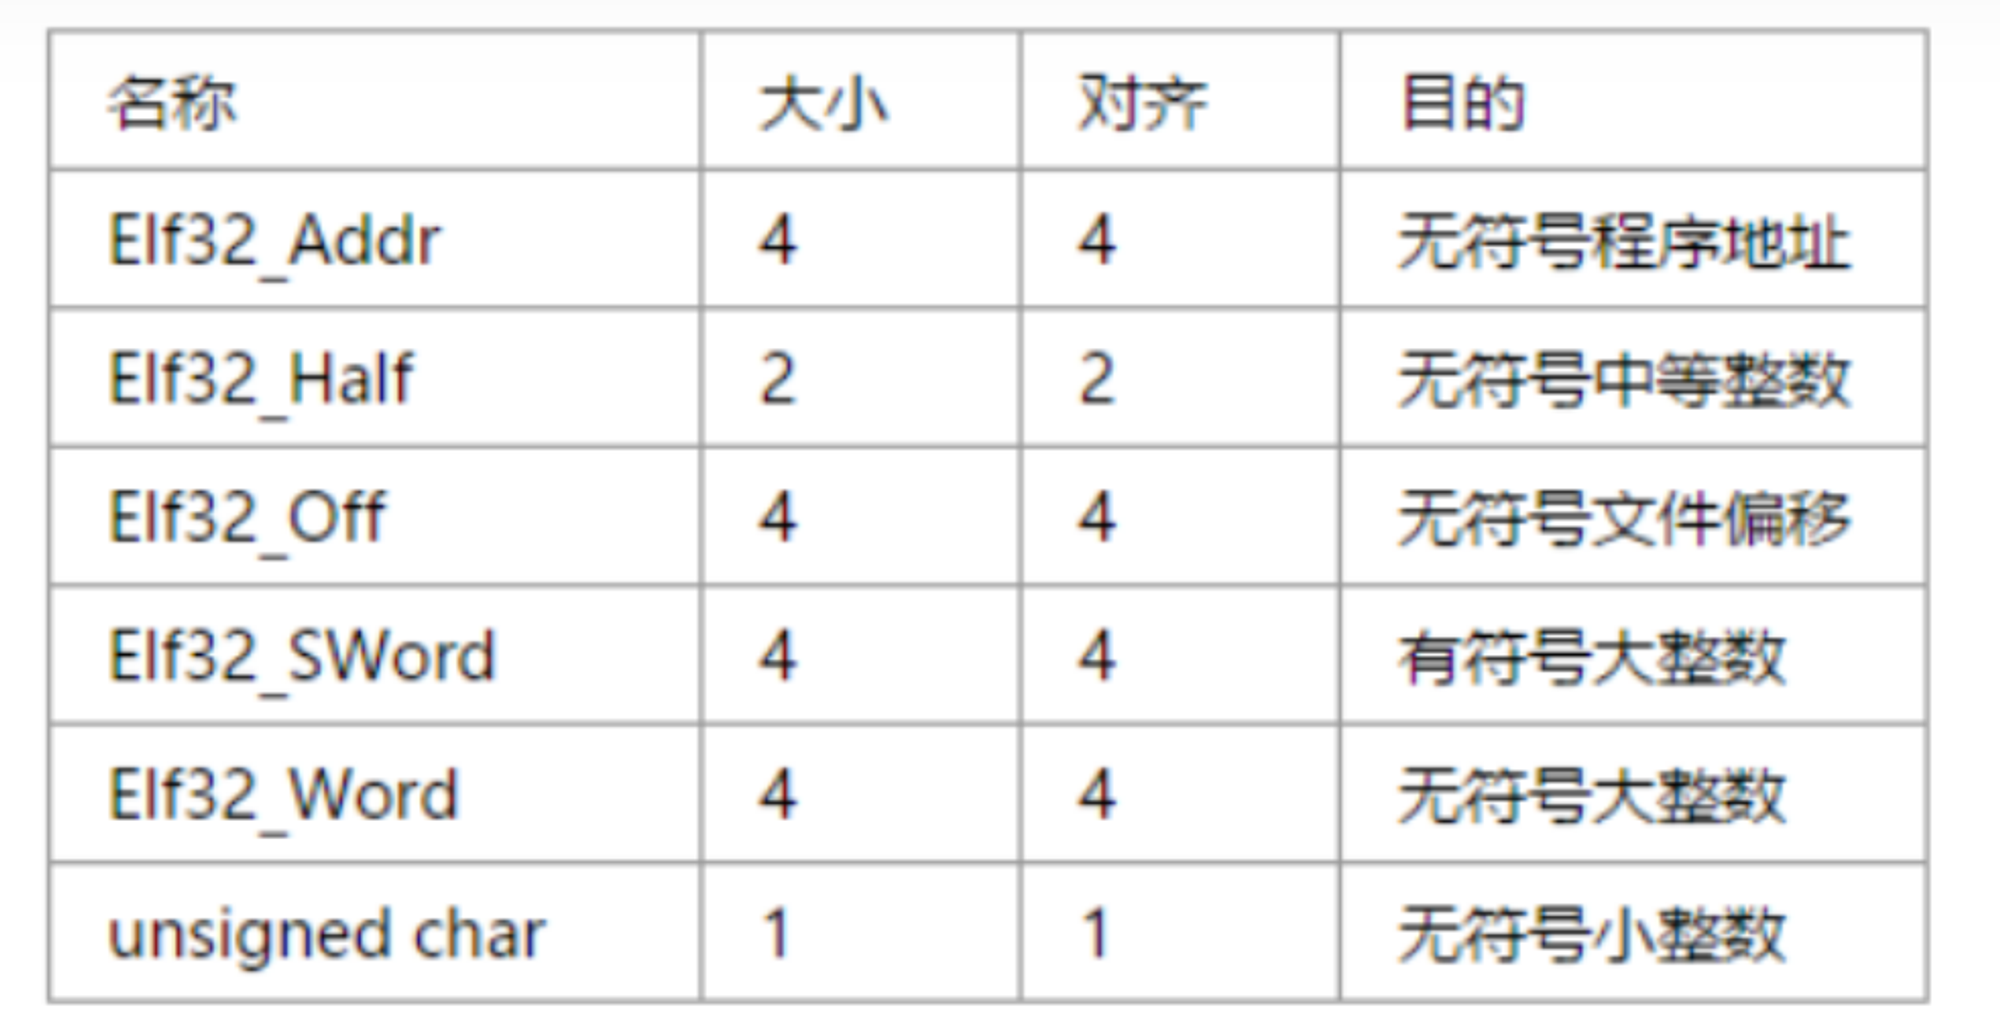 名称 大小 对齐 目的
Elf32_Addr 4 4 无符号程序地址
Elf32_Half 2 2 无符号中等整数
Elf32_Off 4 4 无符号文件偏移
Elf32_SWord 4 4 有符号大整数
Elf32_Word 4 4 无符号大整数
unsigned char 1 1 无符号小整数